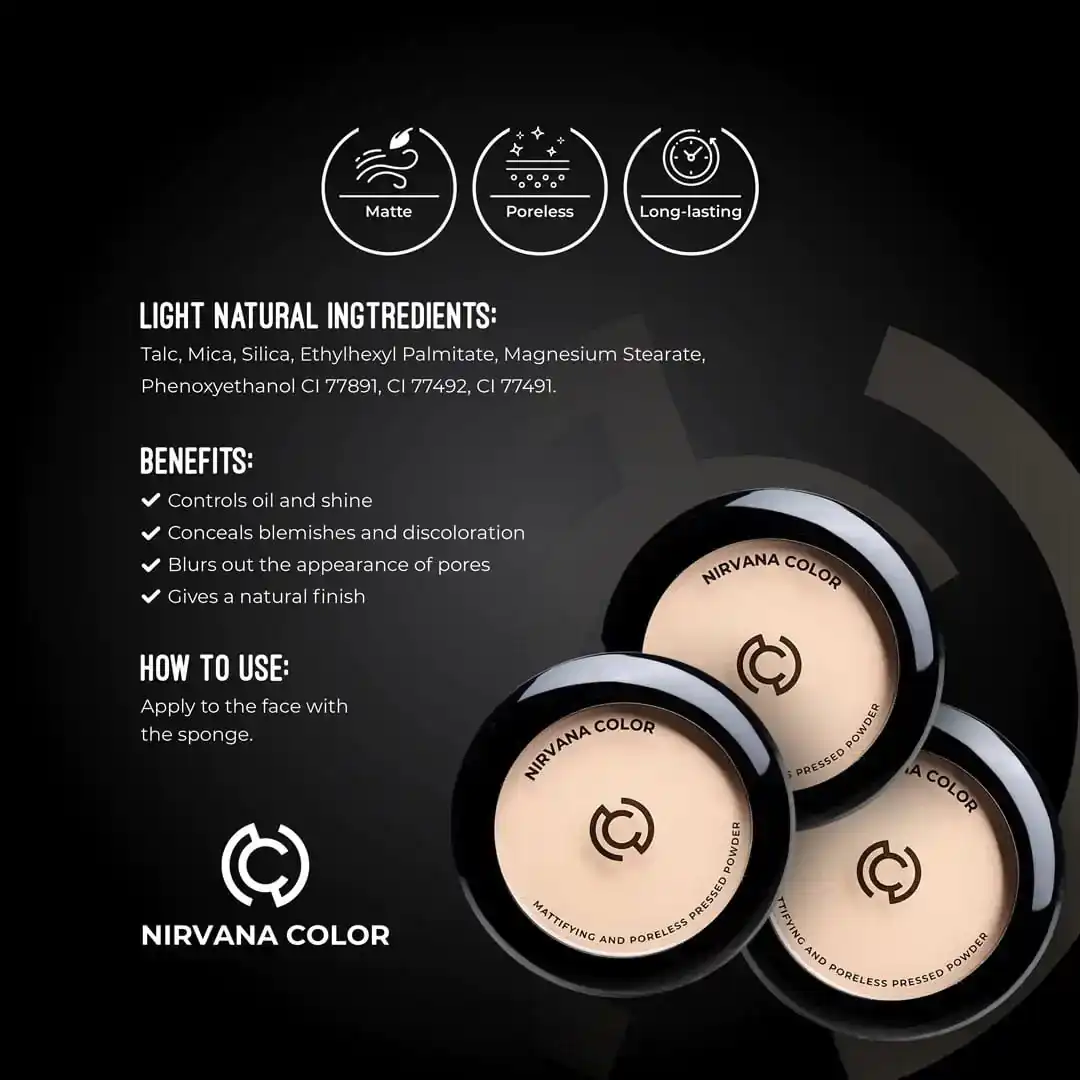 Matte
Poreless
Long-lasting
LIGHT NATURAL INGTREDIENTS:
Talc, Mica, Silica, Ethylhexyl Palmitate, Magnesium Stearate,
Phenoxyethanol CI 77891, CI 77492, CI 77491.
BENEFITS:
Controls oil and shine
Conceals blemishes and discoloration
Blurs out the appearance of pores
Gives a natural finish
HOW TO USE:
Apply to the face with
the sponge.
NIRVANA COLOR
NIRVANA COLOR
S PRESSED POWDER
NIRVANA COLOR
MATTIFYING AND PORELESS PRESSED POWDER
NA COLOR
TTIFYING AND PORELESS PRESSED POWDER